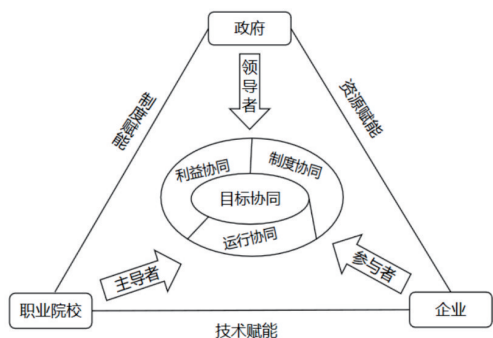 政府
领导者
制度赋能
资源赋能
利益协同
制度协同
目标协同
运行协同
主导者
参与者
职业院校
企业
技术赋能